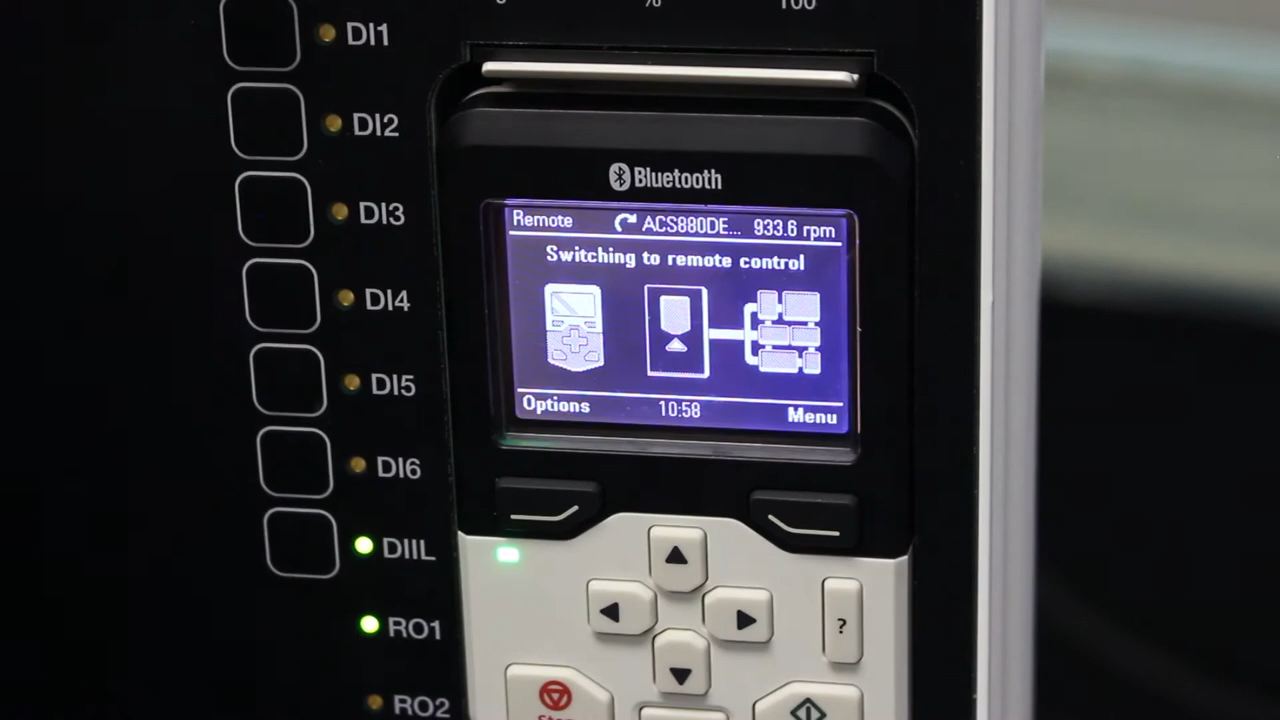 % 100
DI1
DI2
DI3
DI4
DI5
DI6
DIIL
RO1
RO2
Bluetooth
Remote ACS880DE... 933.6 rpm
Switching to remote control
Options 10:58 Menu
?